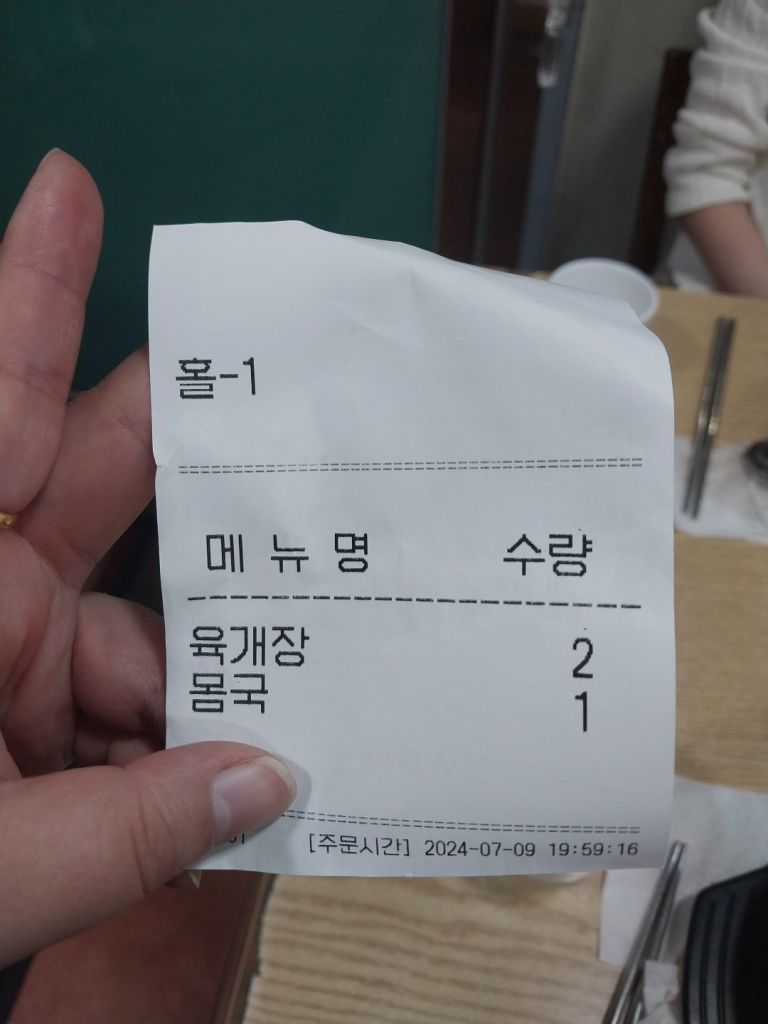 홀-1
메 뉴 명 수량
육개장 2
몸국 1
[주문시간] 2024-07-09 19:59:16